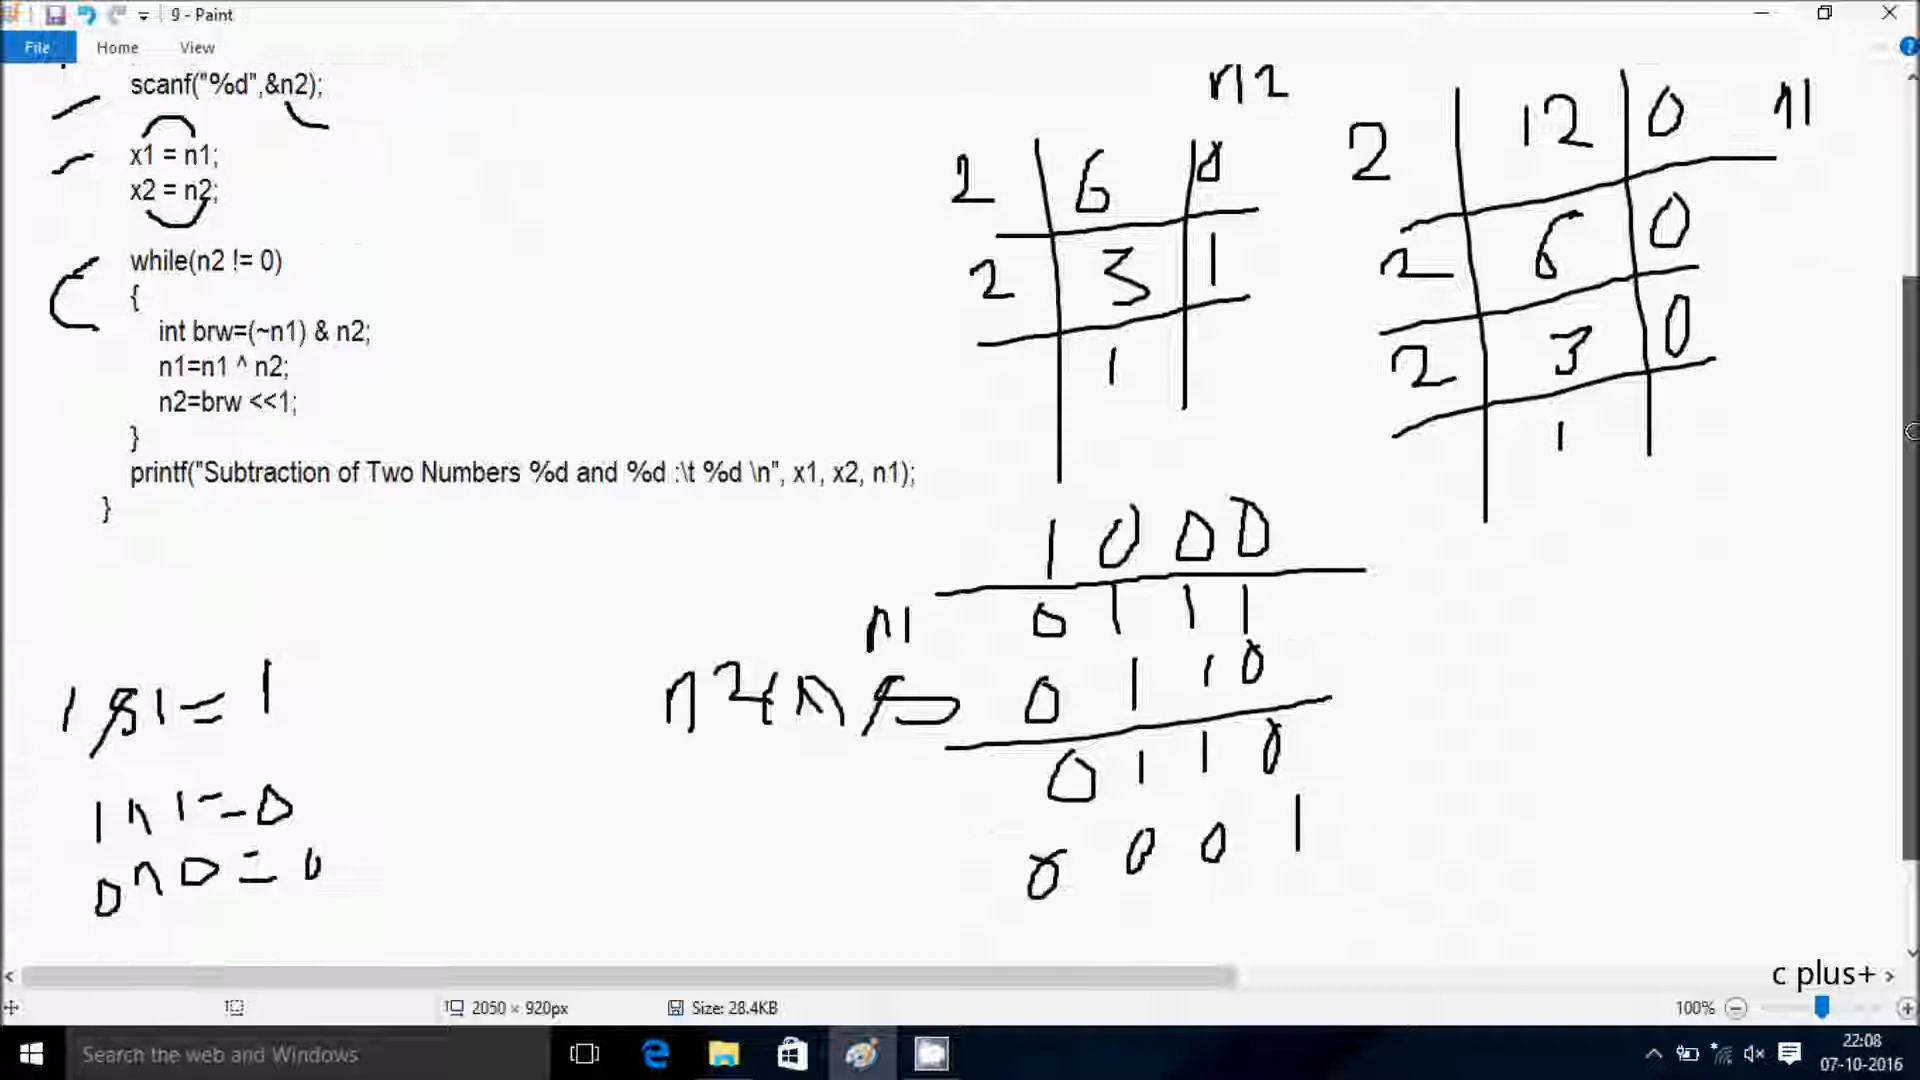 9 - Paint
File Home View
scanf("%d",&n2);
x1 = n1;
x2 = n2;
while(n2 != 0)
{
int brw=(~n1) & n2;
n1=n1 ^ n2;
n2=brw <<1;
}
printf("Subtraction of Two Numbers %d and %d :\t %d \n", x1, x2, n1);
}
n2
2 6 0
2 3 1
1
n1
2 12 0
2 6 0
2 3 0
1
1 0 0 0
n1 0 1 1 1
n2 0 1 1 0
0 1 1 0
0 0 0 1
1 & 1 = 1
1 ^ 1 = 0
0 ^ 0 = 0
c plus+
2050 × 920px
Size: 28.4KB
100%
Search the web and Windows
22:08
07-10-2016